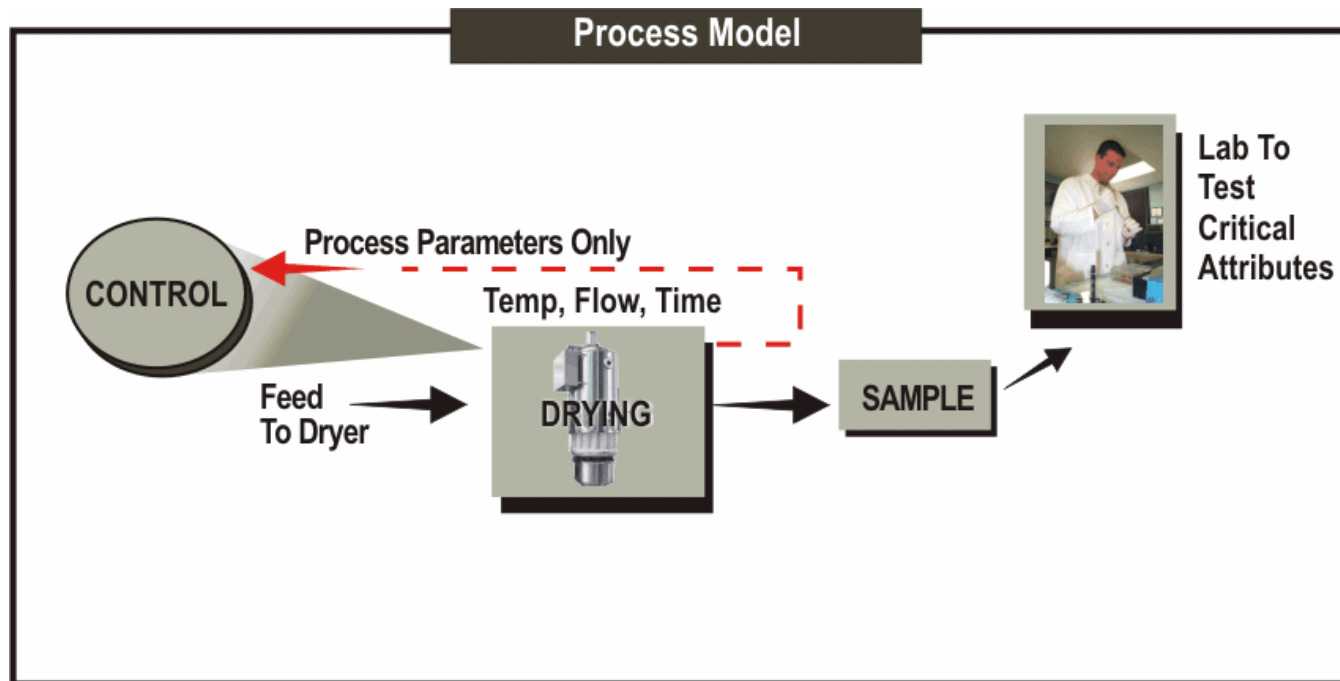 Process Model
Lab To
Test
Critical
Attributes
Process Parameters Only
CONTROL
Temp, Flow, Time
Feed
To Dryer
DRYING
SAMPLE